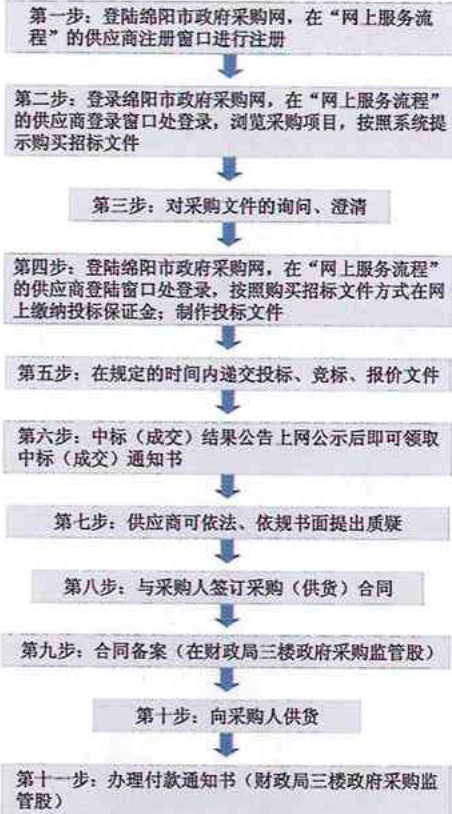 第一步：登陆绵阳市政府采购网，在“网上服务流
程”的供应商注册窗口进行注册
第二步：登录绵阳市政府采购网，在“网上服务流程”
的供应商登录窗口处登录，浏览采购项目，按照系统提
示购买招标文件
第三步：对采购文件的询问、澄清
第四步：登陆绵阳市政府采购网，在“网上服务流程”
的供应商登陆窗口处登录，按照购买招标文件方式在网
上缴纳投标保证金；制作投标文件
第五步：在规定的时间内递交投标、竞标、报价文件
第六步：中标（成交）结果公告上网公示后即可领取
中标（成交）通知书
第七步：供应商可依法、依规书面提出质疑
第八步：与采购人签订采购（供货）合同
第九步：合同备案（在财政局三楼政府采购监管股）
第十步：向采购人供货
第十一步：办理付款通知书（财政局三楼政府采购监
管股）